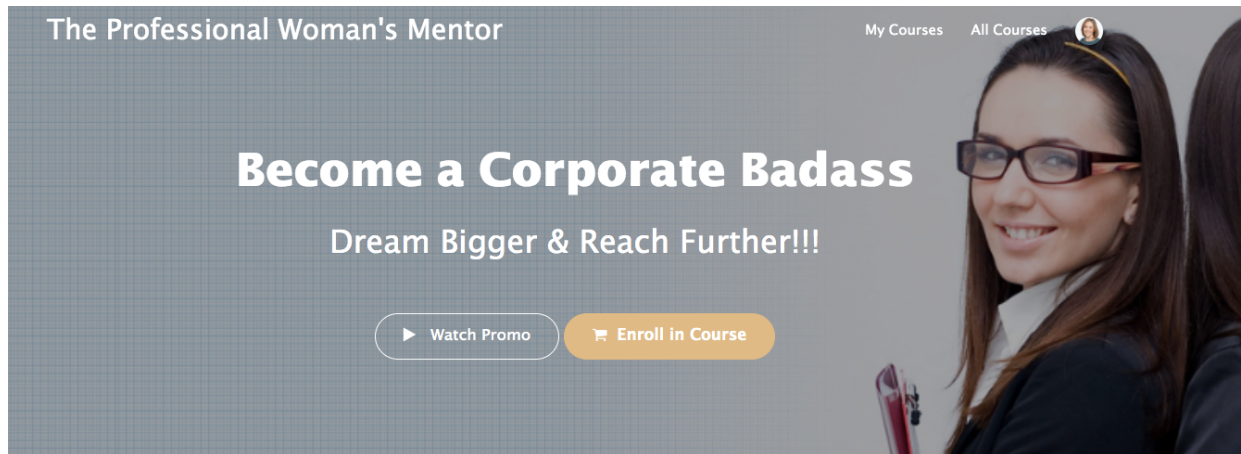 The Professional Woman's Mentor
My Courses
All Courses
Become a Corporate Badass
Dream Bigger & Reach Further!!!
Watch Promo
Enroll in Course